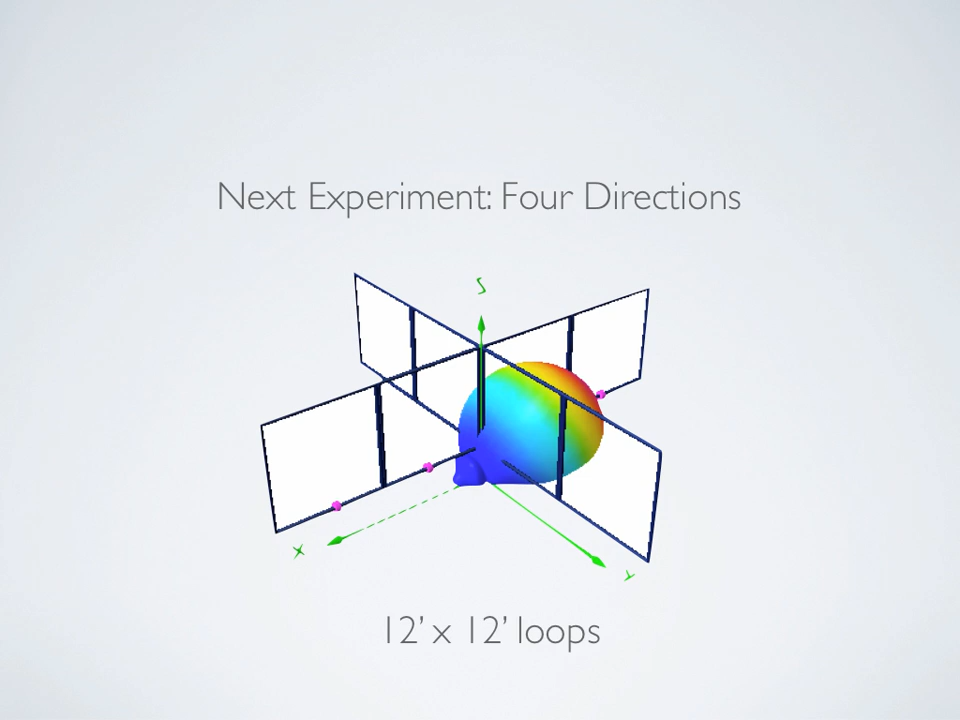 Next Experiment: Four Directions
Z
X
Y
12’ x 12’ loops